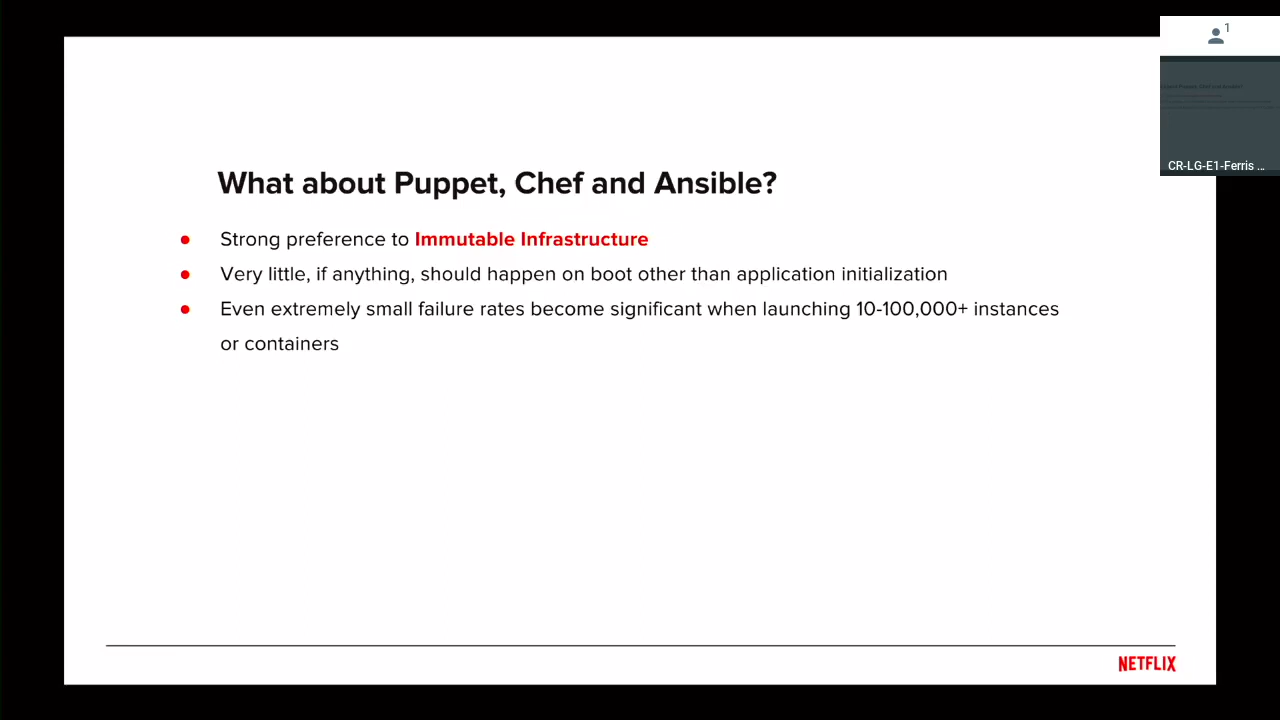 1
CR-LG-E1-Ferris ...
What about Puppet, Chef and Ansible?
● Strong preference to Immutable Infrastructure
● Very little, if anything, should happen on boot other than application initialization
● Even extremely small failure rates become significant when launching 10-100,000+ instances
or containers
NETFLIX